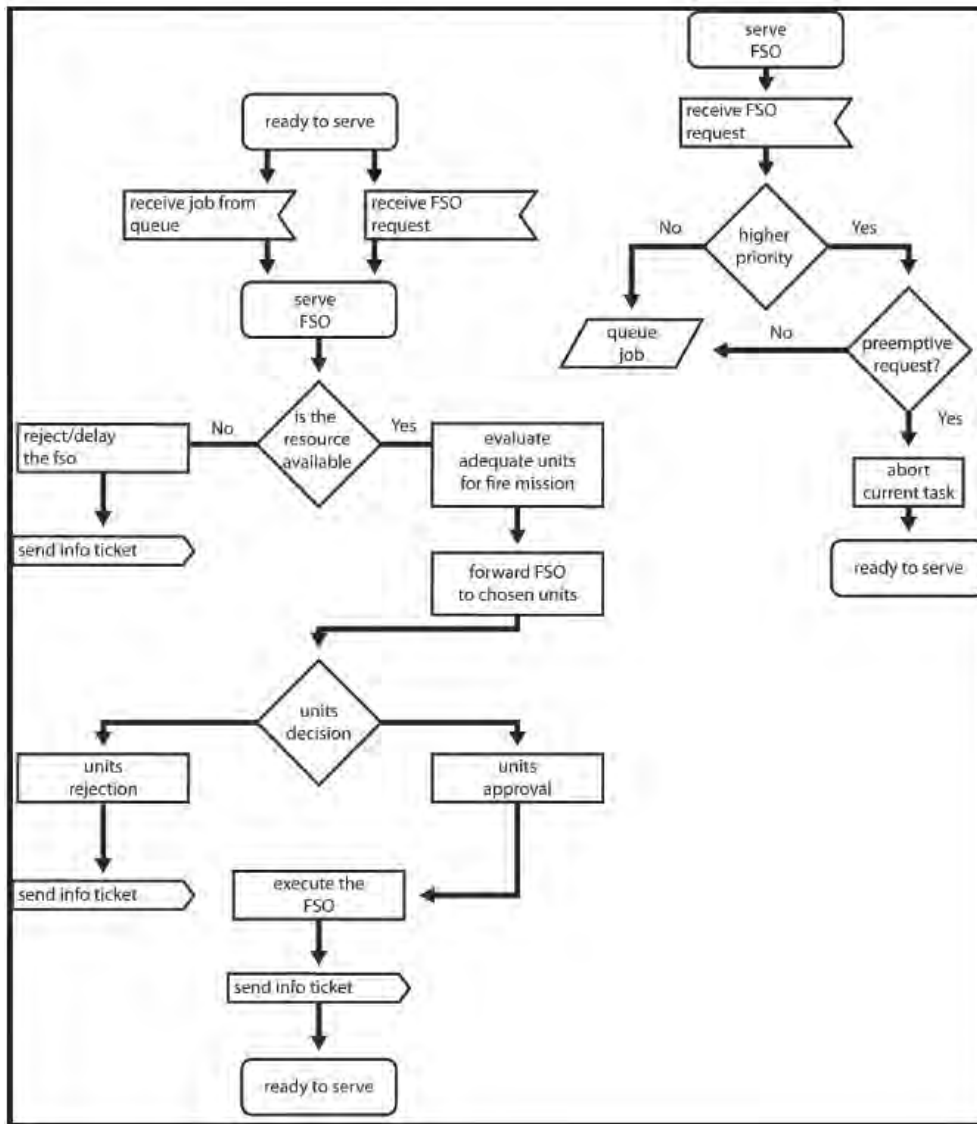 serve
FSO
receive FSO
request
ready to serve
receive job from
queue
receive FSO
request
No
higher
priority
Yes
serve
FSO
queue
job
No
preemptive
request?
Yes
reject/delay
the fso
No
is the
resource
available
Yes
evaluate
adequate units
for fire mission
abort
current task
send info ticket
forward FSO
to chosen units
ready to serve
units
decision
units
rejection
units
approval
send info ticket
execute the
FSO
send info ticket
ready to serve